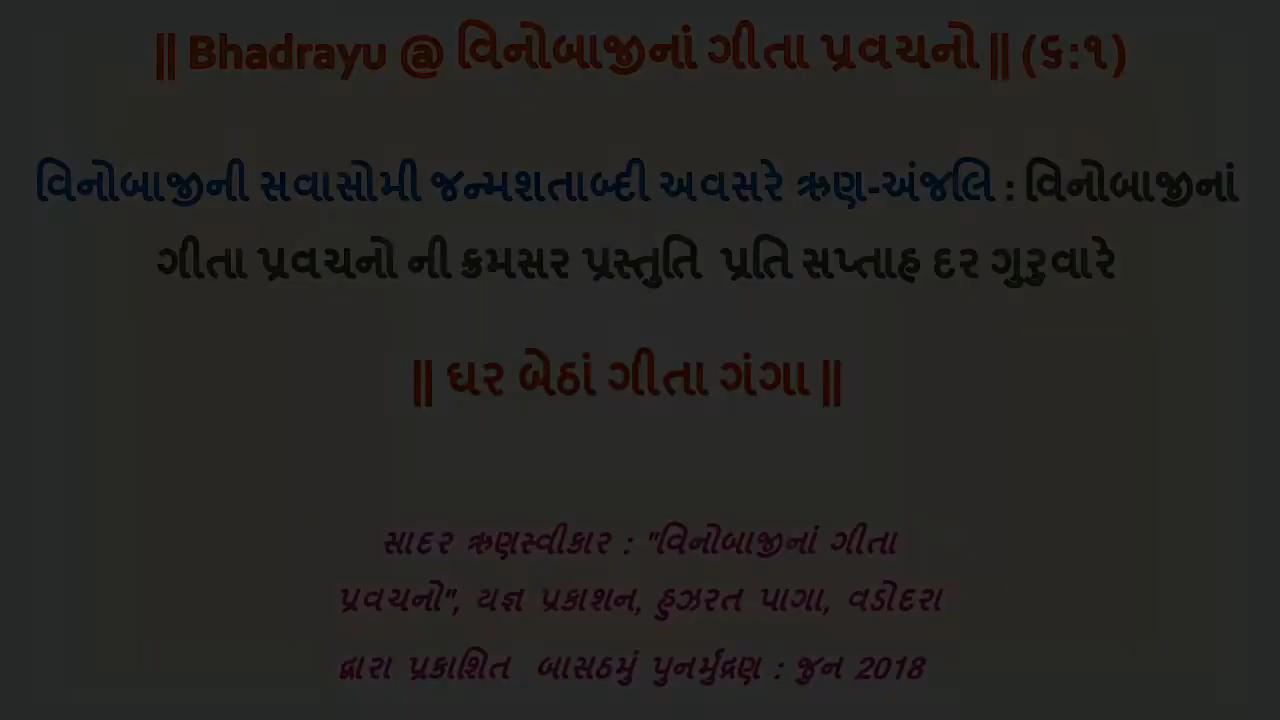 || Bhadrayu @ વિનોબાજીનાં ગીતા પ્રવચનો || (૬:૧)
વિનોબાજીની સવાસોમી જન્મશતાબ્દી અવસરે ઋણ-અંજલિ : વિનોબાજીનાં
ગીતા પ્રવચનો ની ક્રમસર પ્રસ્તુતિ પ્રતિ સપ્તાહ દર ગુરુવારે
|| ઘર બેઠાં ગીતા ગંગા ||
સાદર ઋણસ્વીકાર : "વિનોબાજીનાં ગીતા
પ્રવચનો", યજ્ઞ પ્રકાશન, હુઝરત પાગા, વડોદરા
દ્વારા પ્રકાશિત બાસઠમું પુનર્મુદ્રણ : જુન 2018